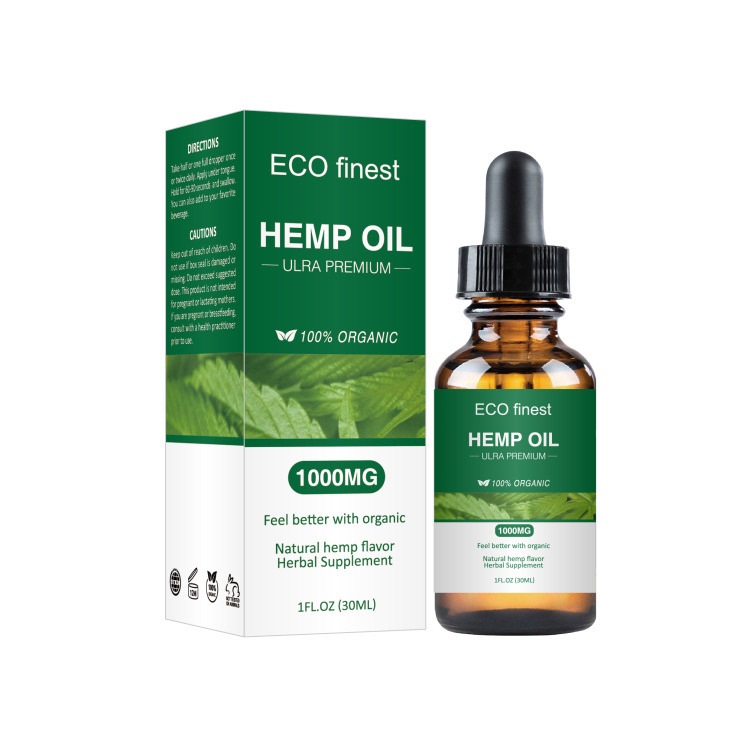 DIRECTIONS
Take half or one full dropper once
or twice daily. Apply under tongue.
Hold for 60-90 seconds and swallow.
You can also add to your favorite
beverage.
CAUTIONS
Keep out of reach of children. Do
not use if box seal is damaged or
missing. Do not exceed suggested
dose. This product is not intended
for pregnant or lactating mothers.
If you are pregnant or breastfeeding,
consult with a health practitioner
prior to use.
12M
100%
NOT TESTED
ON ANIMALS
ECO finest
HEMP OIL
ULRA PREMIUM
100% ORGANIC
1000MG
Feel better with organic
Natural hemp flavor
Herbal Supplement
1FL.OZ (30ML)
ECO finest
HEMP OIL
ULRA PREMIUM
100% ORGANIC
1000MG
Feel better with organic
Natural hemp flavor
Herbal Supplement
1FL.OZ (30ML)